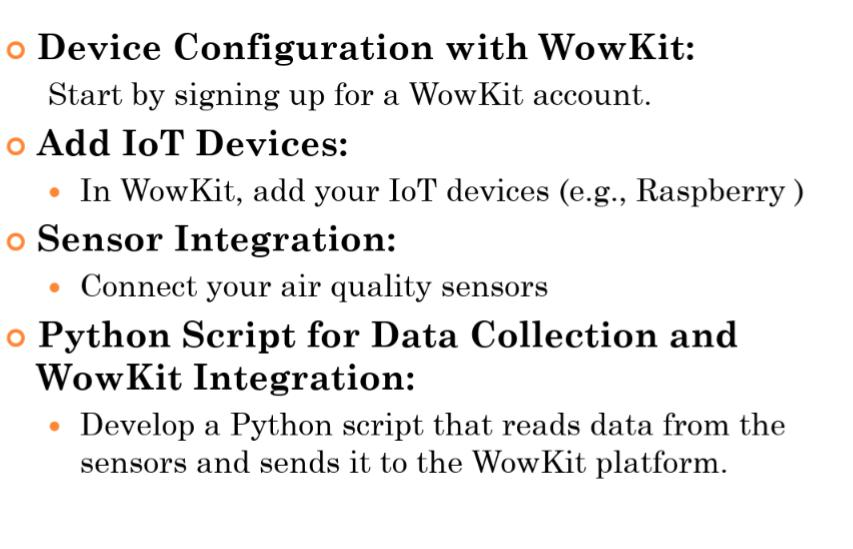 Device Configuration with WowKit:
Start by signing up for a WowKit account.
Add IoT Devices:
In WowKit, add your IoT devices (e.g., Raspberry )
Sensor Integration:
Connect your air quality sensors
Python Script for Data Collection and
WowKit Integration:
Develop a Python script that reads data from the
sensors and sends it to the WowKit platform.